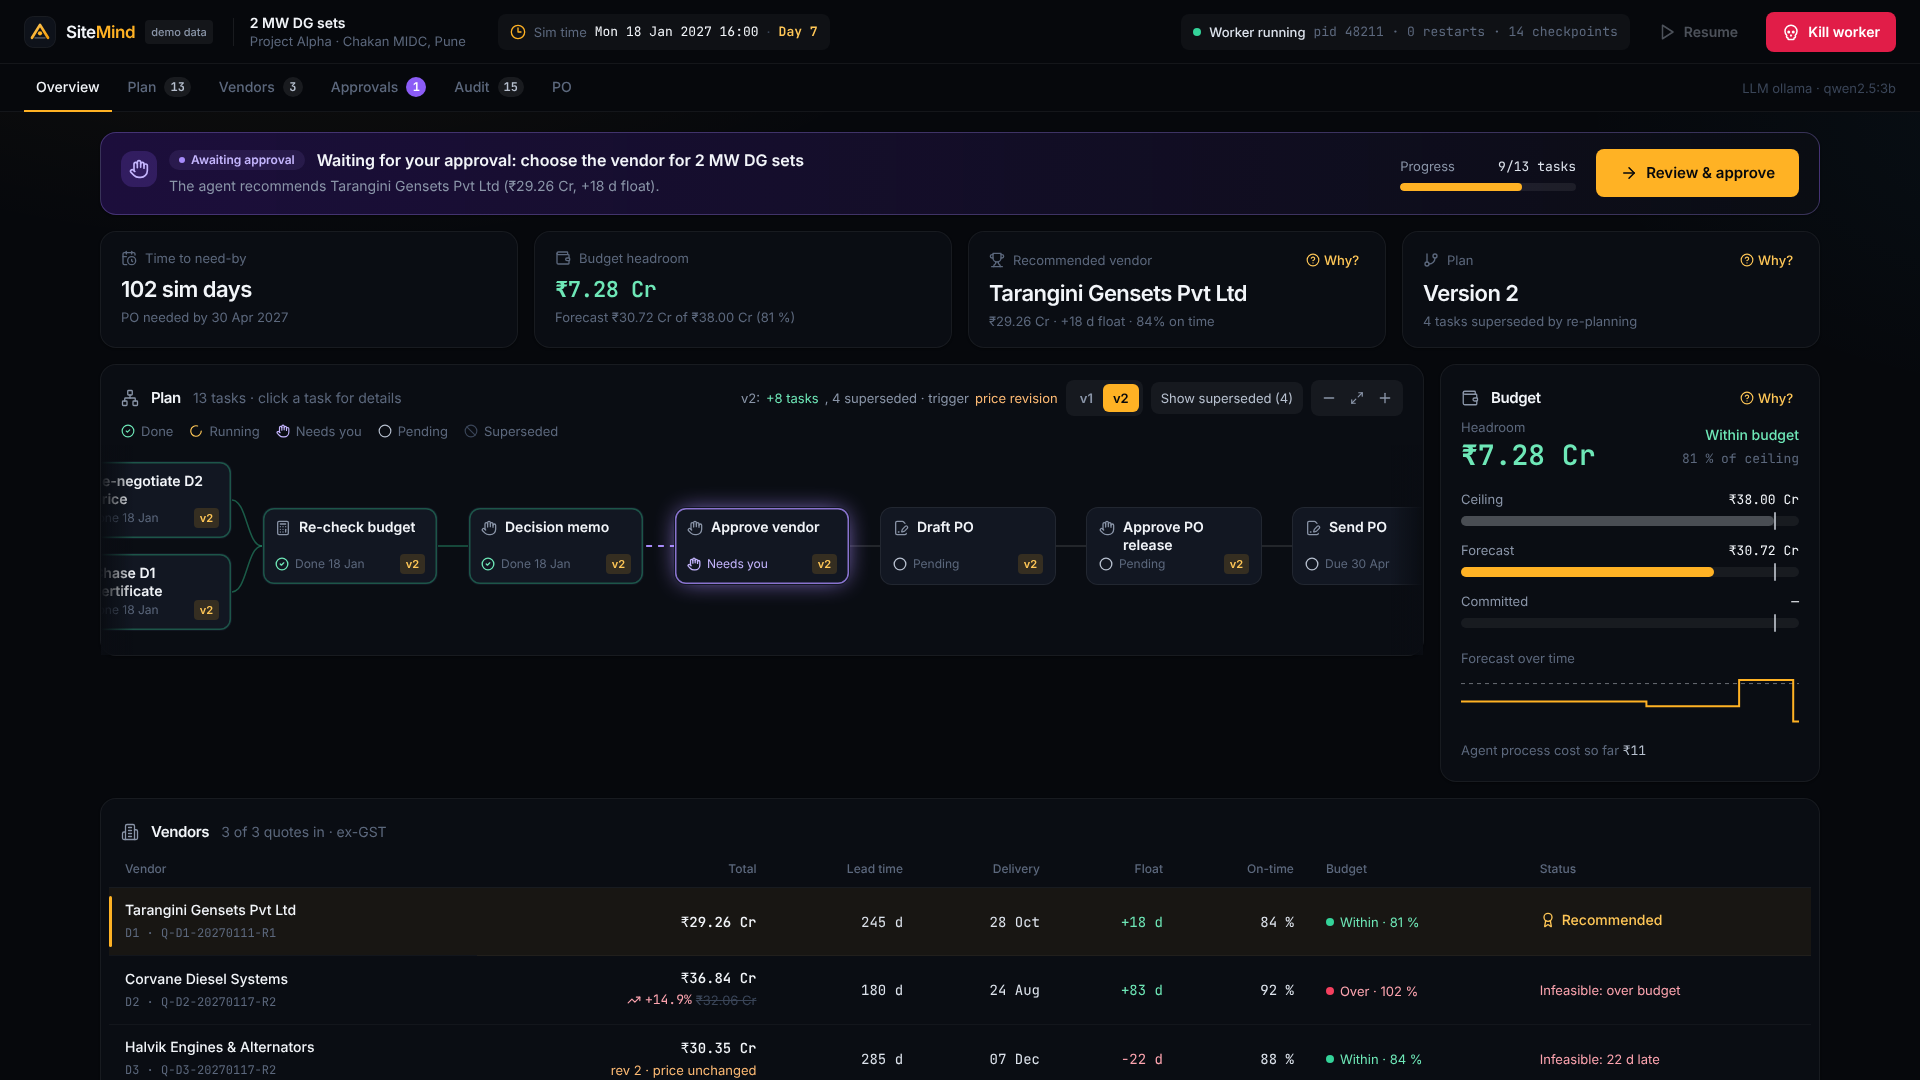 SiteMind demo data
2 MW DG sets
Project Alpha · Chakan MIDC, Pune
Sim time Mon 18 Jan 2027 16:00 · Day 7
Worker running pid 48211 · 0 restarts · 14 checkpoints
Resume
Kill worker
Overview Plan 13 Vendors 3 Approvals 1 Audit 15 PO
LLM ollama · qwen2.5:3b
Awaiting approval Waiting for your approval: choose the vendor for 2 MW DG sets
The agent recommends Tarangini Gensets Pvt Ltd (₹29.26 Cr, +18 d float).
Progress 9/13 tasks
Review & approve
Time to need-by
102 sim days
PO needed by 30 Apr 2027
Budget headroom
₹7.28 Cr
Forecast ₹30.72 Cr of ₹38.00 Cr (81 %)
Recommended vendor Why?
Tarangini Gensets Pvt Ltd
₹29.26 Cr · +18 d float · 84% on time
Plan Why?
Version 2
4 tasks superseded by re-planning
Plan 13 tasks · click a task for details
v2: +8 tasks , 4 superseded · trigger price revision v1 v2 Show superseded (4)
Done Running Needs you Pending Superseded
e-negotiate D2
rice
ne 18 Jan v2
hase D1
ertificate
ne 18 Jan v2
Re-check budget
Done 18 Jan v2
Decision memo
Done 18 Jan v2
Approve vendor
Needs you v2
Draft PO
Pending v2
Approve PO
release
Pending v2
Send PO
Due 30 Apr
Budget Why?
Headroom
₹7.28 Cr
Within budget
81 % of ceiling
Ceiling ₹38.00 Cr
Forecast ₹30.72 Cr
Committed –
Forecast over time
Agent process cost so far ₹11
Vendors 3 of 3 quotes in · ex-GST
Vendor Total Lead time Delivery Float On-time Budget Status
Tarangini Gensets Pvt Ltd
D1 · Q-D1-20270111-R1
₹29.26 Cr 245 d 28 Oct +18 d 84 % Within · 81 % Recommended
Corvane Diesel Systems
D2 · Q-D2-20270117-R2
₹36.84 Cr
+14.9% ₹32.06 Cr
180 d 24 Aug +83 d 92 % Over · 102 % Infeasible: over budget
Halvik Engines & Alternators
D3 · Q-D3-20270117-R2
₹30.35 Cr
rev 2 · price unchanged
285 d 07 Dec -22 d 88 % Within · 84 % Infeasible: 22 d late